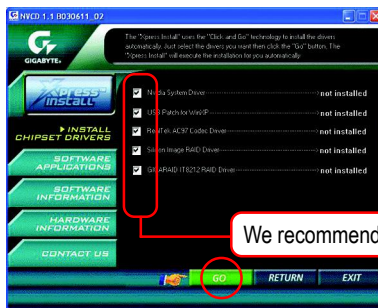 NVCD 1.1 B030611_02
The "Xpress Install" uses the "Click and Go" technology to install the drivers
automatically. Just select the drivers you want then click the "Go" button. The
"Xpress Install" will execute the installation for you automatically.
GIGABYTE
Xpress
INSTALL
Nvidia System Driver not installed
USB Patch for WinXP not installed
RealTek AC97 Codec Driver not installed
Silicon Image RAID Driver not installed
GIGARAID IT8212 RAID Driver not installed
INSTALL
CHIPSET DRIVERS
SOFTWARE
APPLICATIONS
SOFTWARE
INFORMATION
HARDWARE
INFORMATION
CONTACT US
We recommend
GO RETURN EXIT